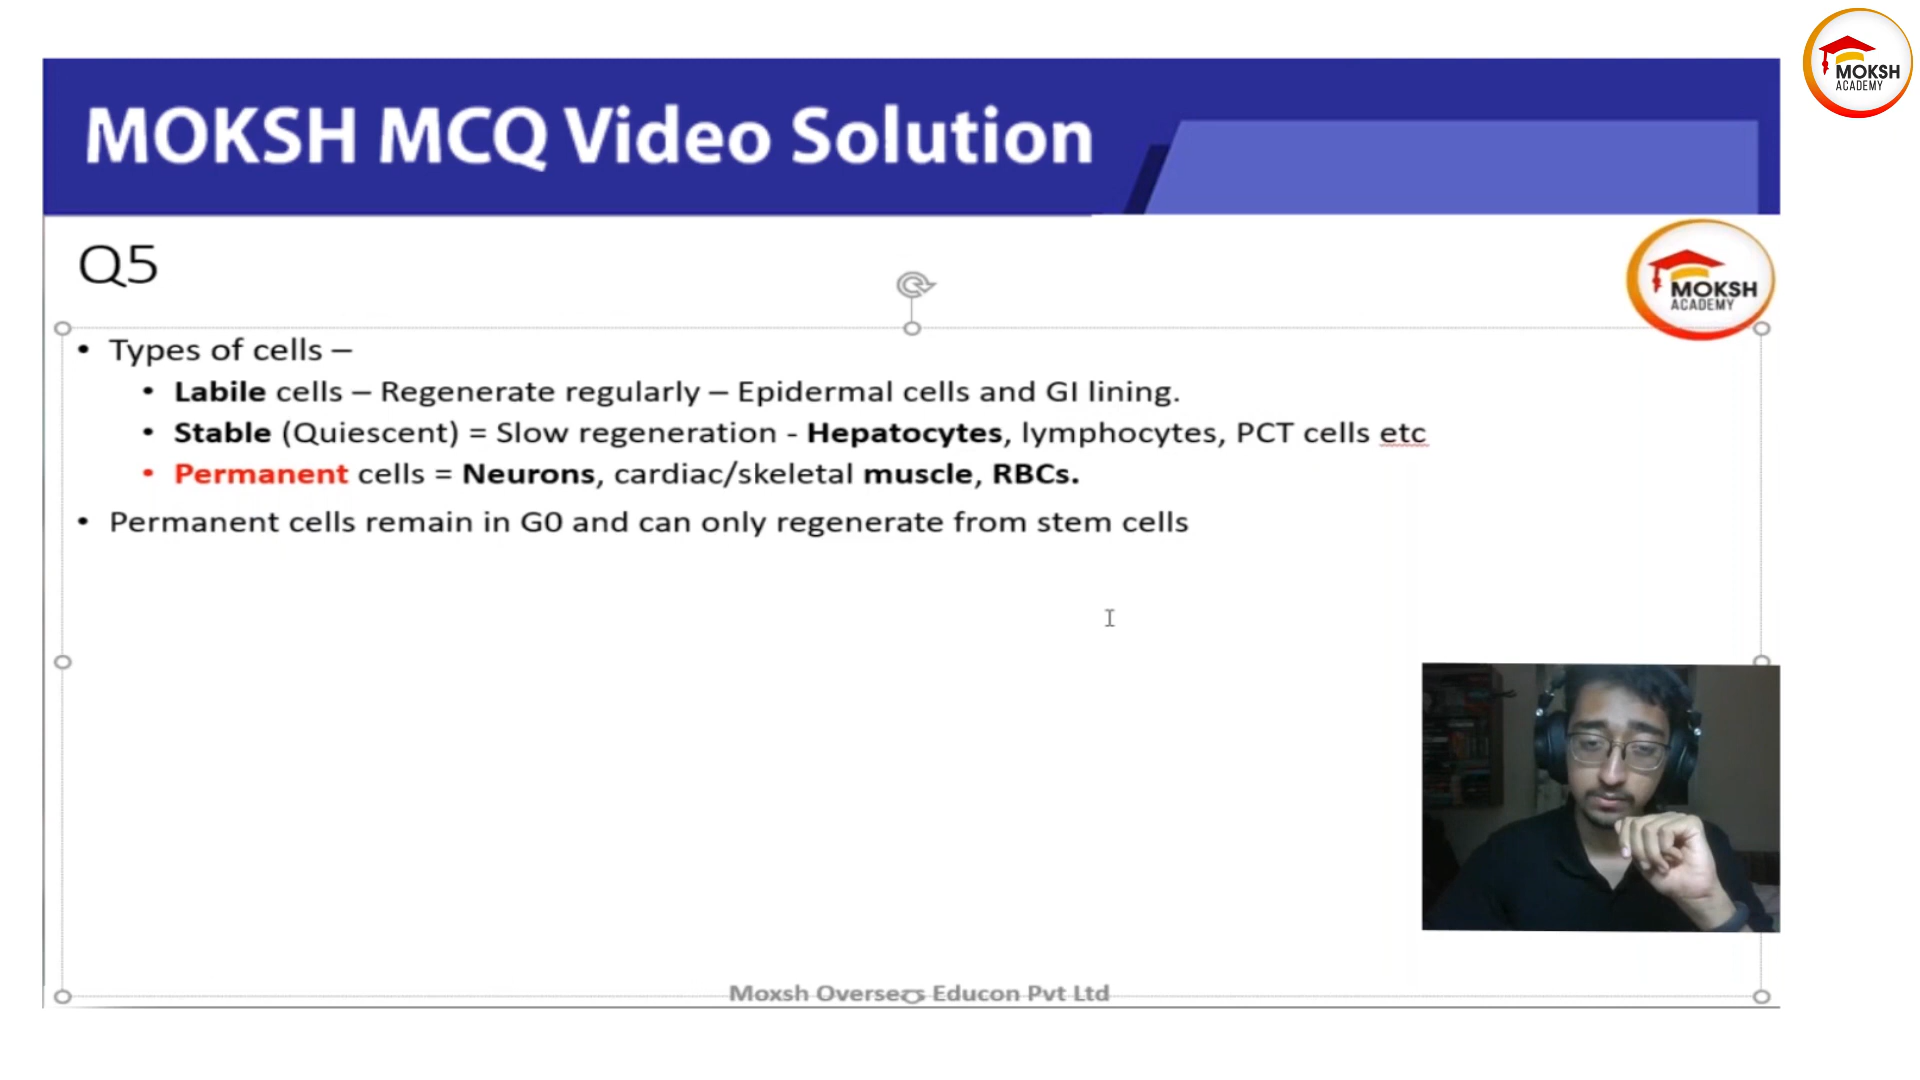 MOKSH
ACADEMY
MOKSH MCQ Video Solution
Q5
MOKSH
ACADEMY
• Types of cells –
• Labile cells – Regenerate regularly – Epidermal cells and GI lining.
• Stable (Quiescent) = Slow regeneration - Hepatocytes, lymphocytes, PCT cells etc
• Permanent cells = Neurons, cardiac/skeletal muscle, RBCs.
• Permanent cells remain in G0 and can only regenerate from stem cells
Moxsh Overseas Educon Pvt Ltd